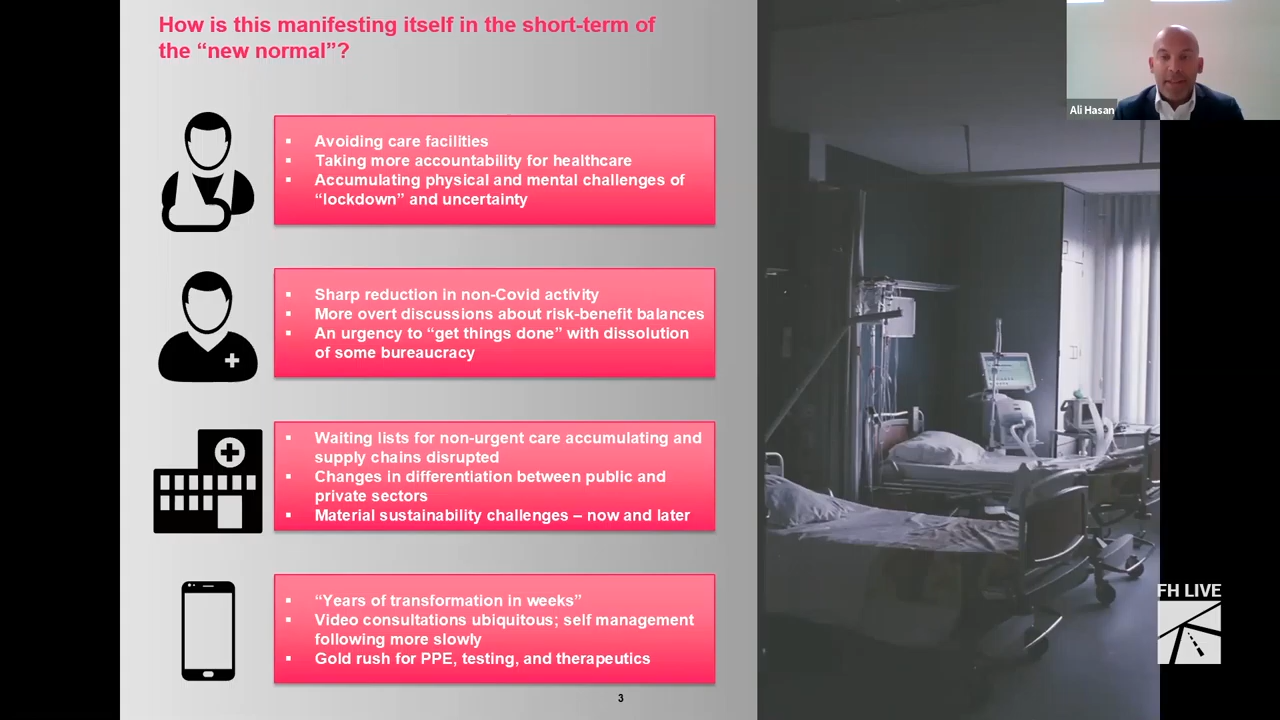 How is this manifesting itself in the short-term of
the “new normal”?
Ali Hasan
▪ Avoiding care facilities
▪ Taking more accountability for healthcare
▪ Accumulating physical and mental challenges of
“lockdown” and uncertainty
▪ Sharp reduction in non-Covid activity
▪ More overt discussions about risk-benefit balances
▪ An urgency to “get things done” with dissolution
of some bureaucracy
▪ Waiting lists for non-urgent care accumulating and
supply chains disrupted
▪ Changes in differentiation between public and
private sectors
▪ Material sustainability challenges – now and later
▪ “Years of transformation in weeks”
▪ Video consultations ubiquitous; self management
following more slowly
▪ Gold rush for PPE, testing, and therapeutics
FH LIVE
3